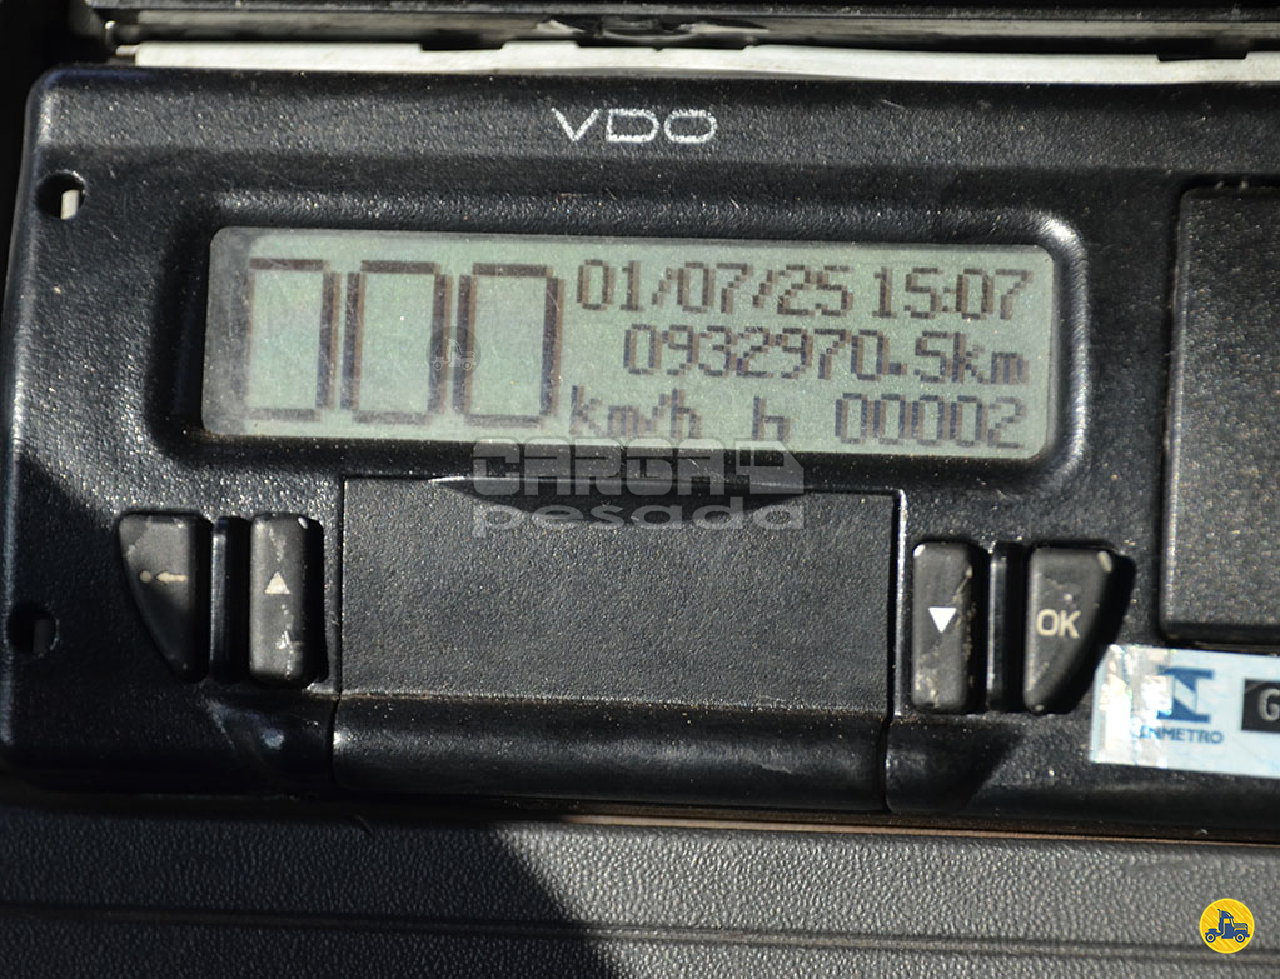 VDO
000
01/07/25 15:07
0932970.5km
km/h h 00002
CARGA
pesada
OK
INMETRO
G